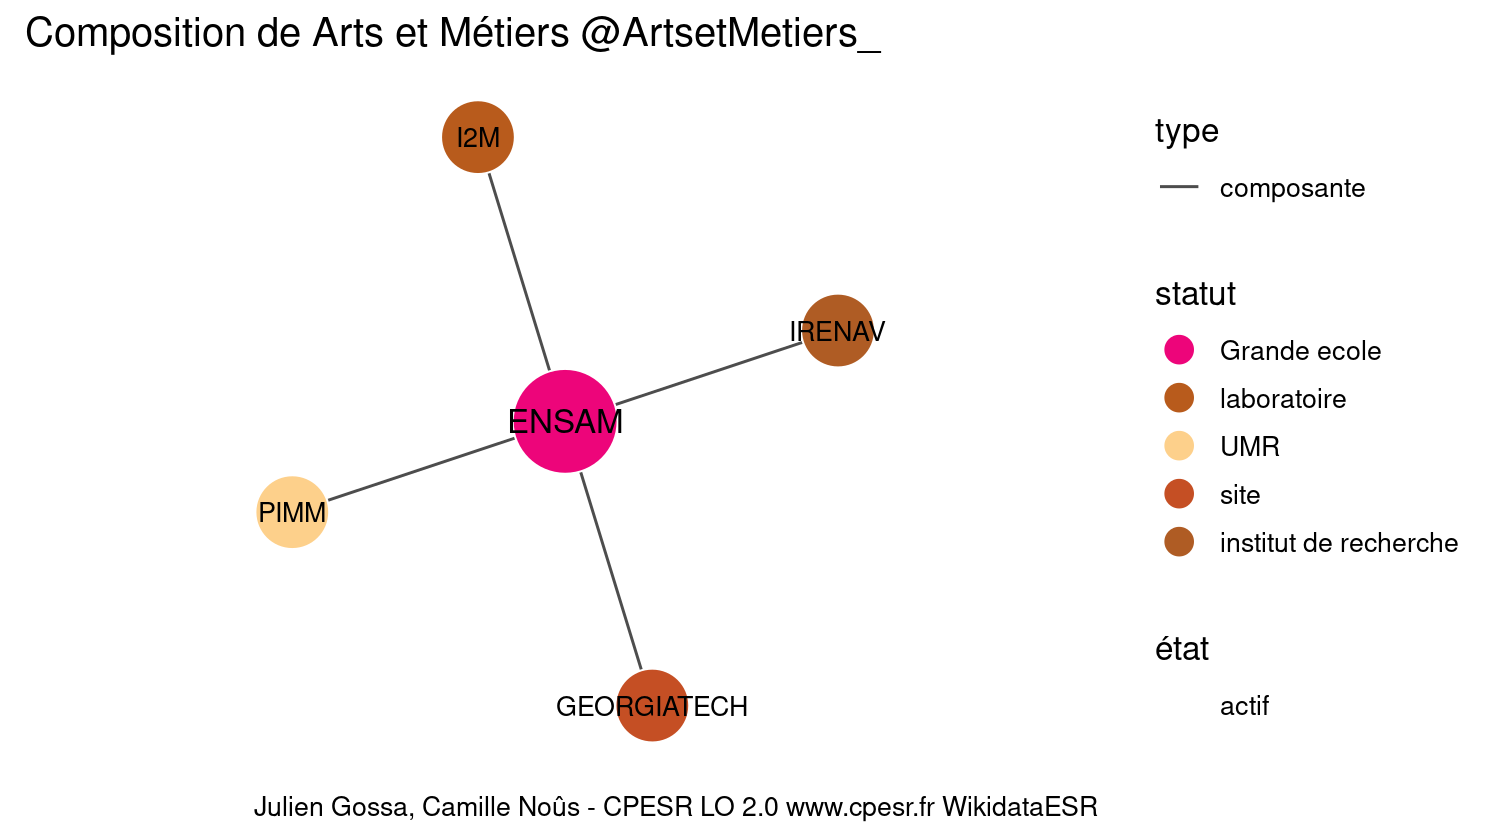 Composition de Arts et Métiers @ArtsetMetiers_
I2M
IRENAV
ENSAM
PIMM
GEORGIATECH
type
composante
statut
Grande ecole
laboratoire
UMR
site
institut de recherche
état
actif
Julien Gossa, Camille Noûs - CPESR LO 2.0 www.cpesr.fr WikidataESR